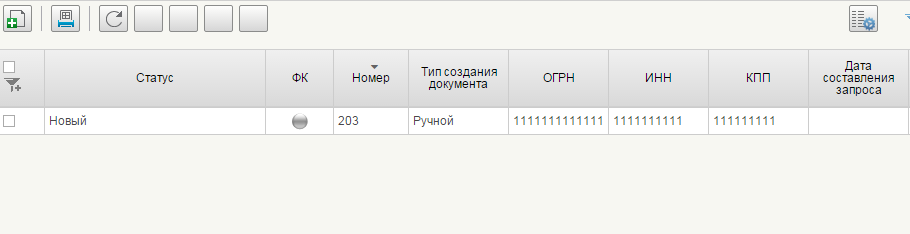 Статус ФК Номер Тип создания документа ОГРН ИНН КПП Дата составления запроса
Новый 203 Ручной 1111111111111 1111111111 111111111